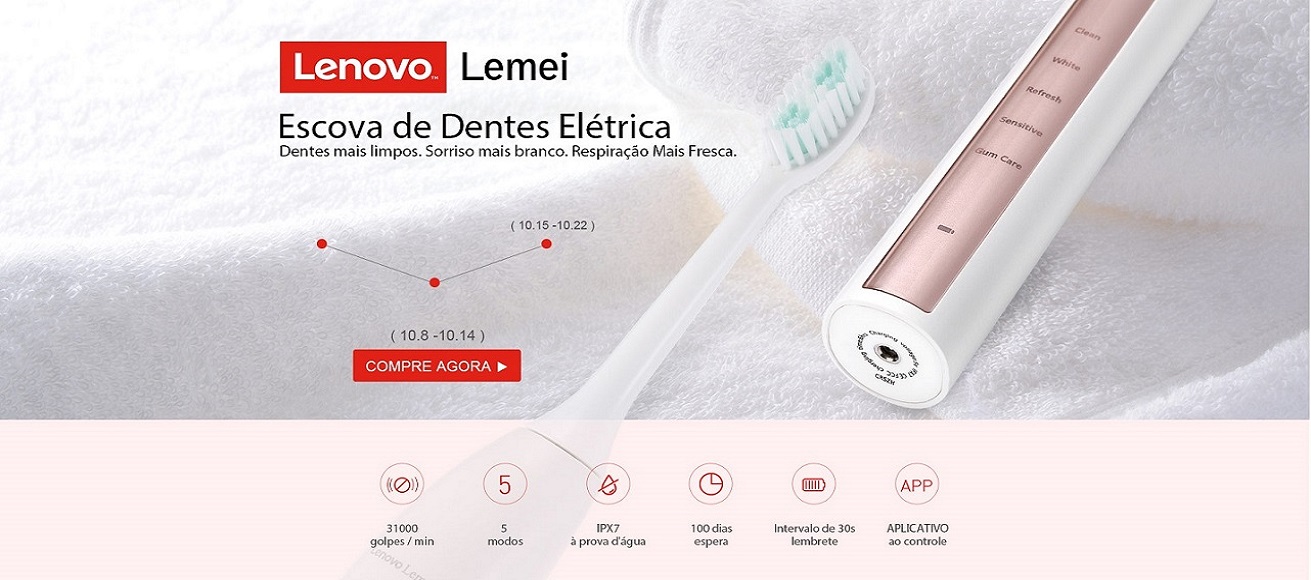 Lenovo™ Lemei
Escova de Dentes Elétrica
Dentes mais limpos. Sorriso mais branco. Respiração Mais Fresca.
( 10.15 -10.22 )
( 10.8 -10.14 )
COMPRE AGORA
Clean
White
Refresh
Sensitive
Gum Care
5
APP
31000
golpes / min
5
modos
IPX7
à prova d'água
100 dias
espera
Intervalo de 30s
lembrete
APLICATIVO
ao controle